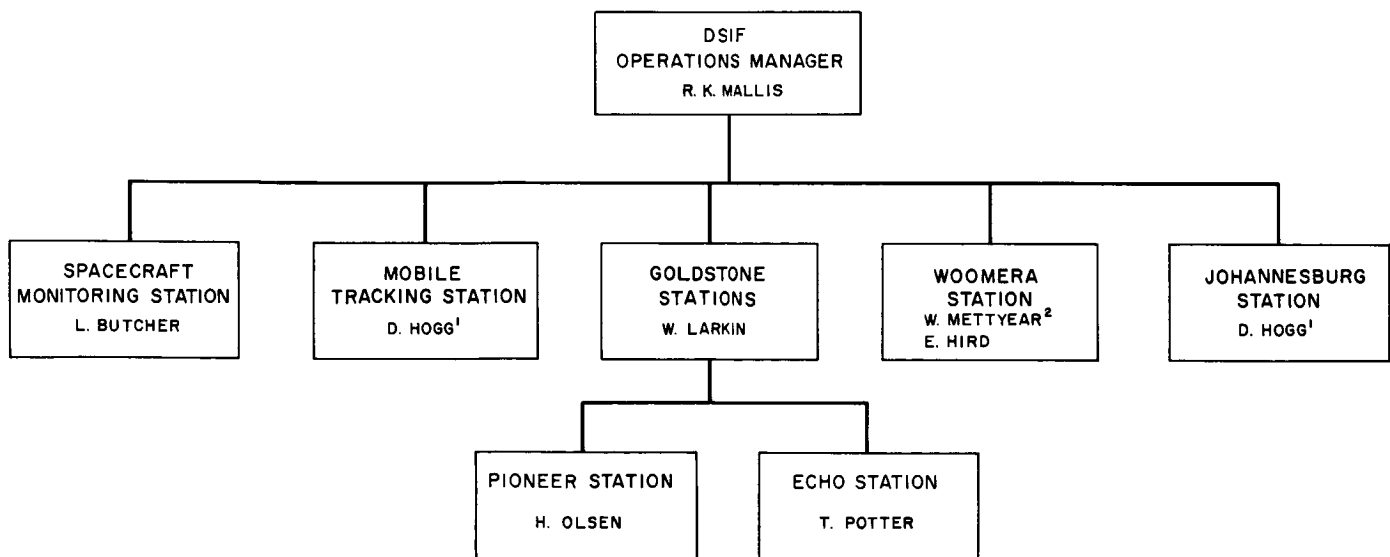 DSIF
OPERATIONS MANAGER
R. K. MALLIS
SPACECRAFT
MONITORING STATION
L. BUTCHER
MOBILE
TRACKING STATION
D. HOGG¹
GOLDSTONE
STATIONS
W. LARKIN
WOOMERA
STATION
W. METTYEAR²
E. HIRD
JOHANNESBURG
STATION
D. HOGG¹
PIONEER STATION
H. OLSEN
ECHO STATION
T. POTTER